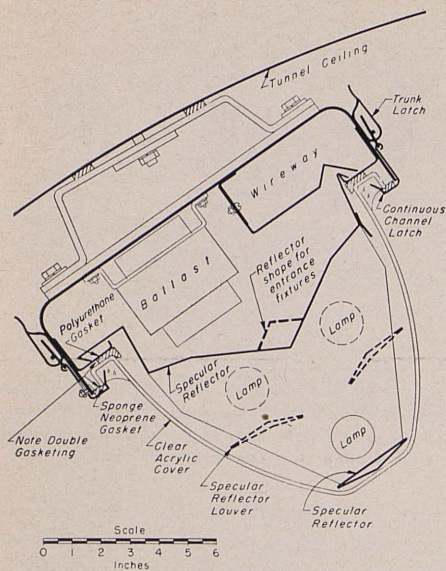 Tunnel Ceiling
Trunk
Latch
Wireway
Continuous
Channel
Latch
Ballast
Reflector
shape for
entrance
fixtures
Polyurethane
Gasket
Lamp
Specular
Reflector
Lamp
Sponge
Neoprene
Gasket
Note Double
Gasketing
Clear
Acrylic
Cover
Lamp
Specular
Reflector
Louver
Specular
Reflector
Scale
0 1 2 3 4 5 6
Inches